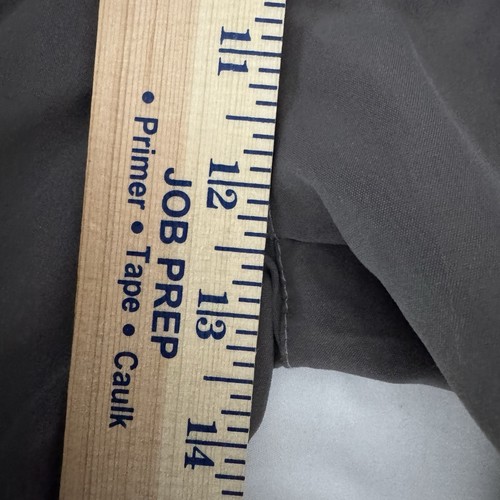 11
12
13
14
JOB PREP
• Primer • Tape • Caulk